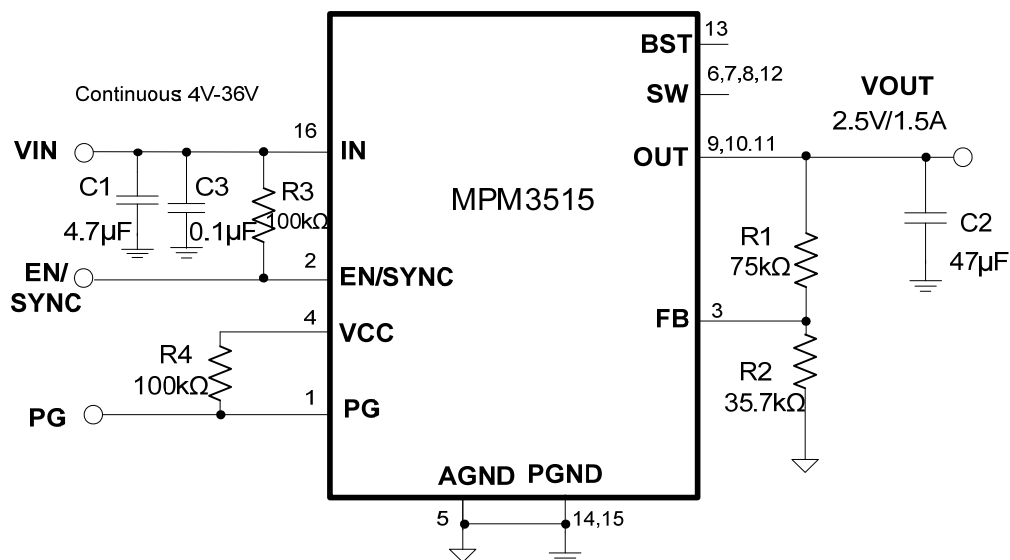 BST
13
SW
6,7,8,12
Continuous: 4V-36V
VOUT
2.5V/1.5A
VIN
16
IN
OUT
9,10.11
MPM3515
C1
4.7µF
C3
0.1µF
R3
100kΩ
R1
75kΩ
C2
47µF
EN/
SYNC
2
EN/SYNC
4
VCC
FB
3
R4
100kΩ
R2
35.7kΩ
PG
1
PG
AGND
PGND
5
14,15